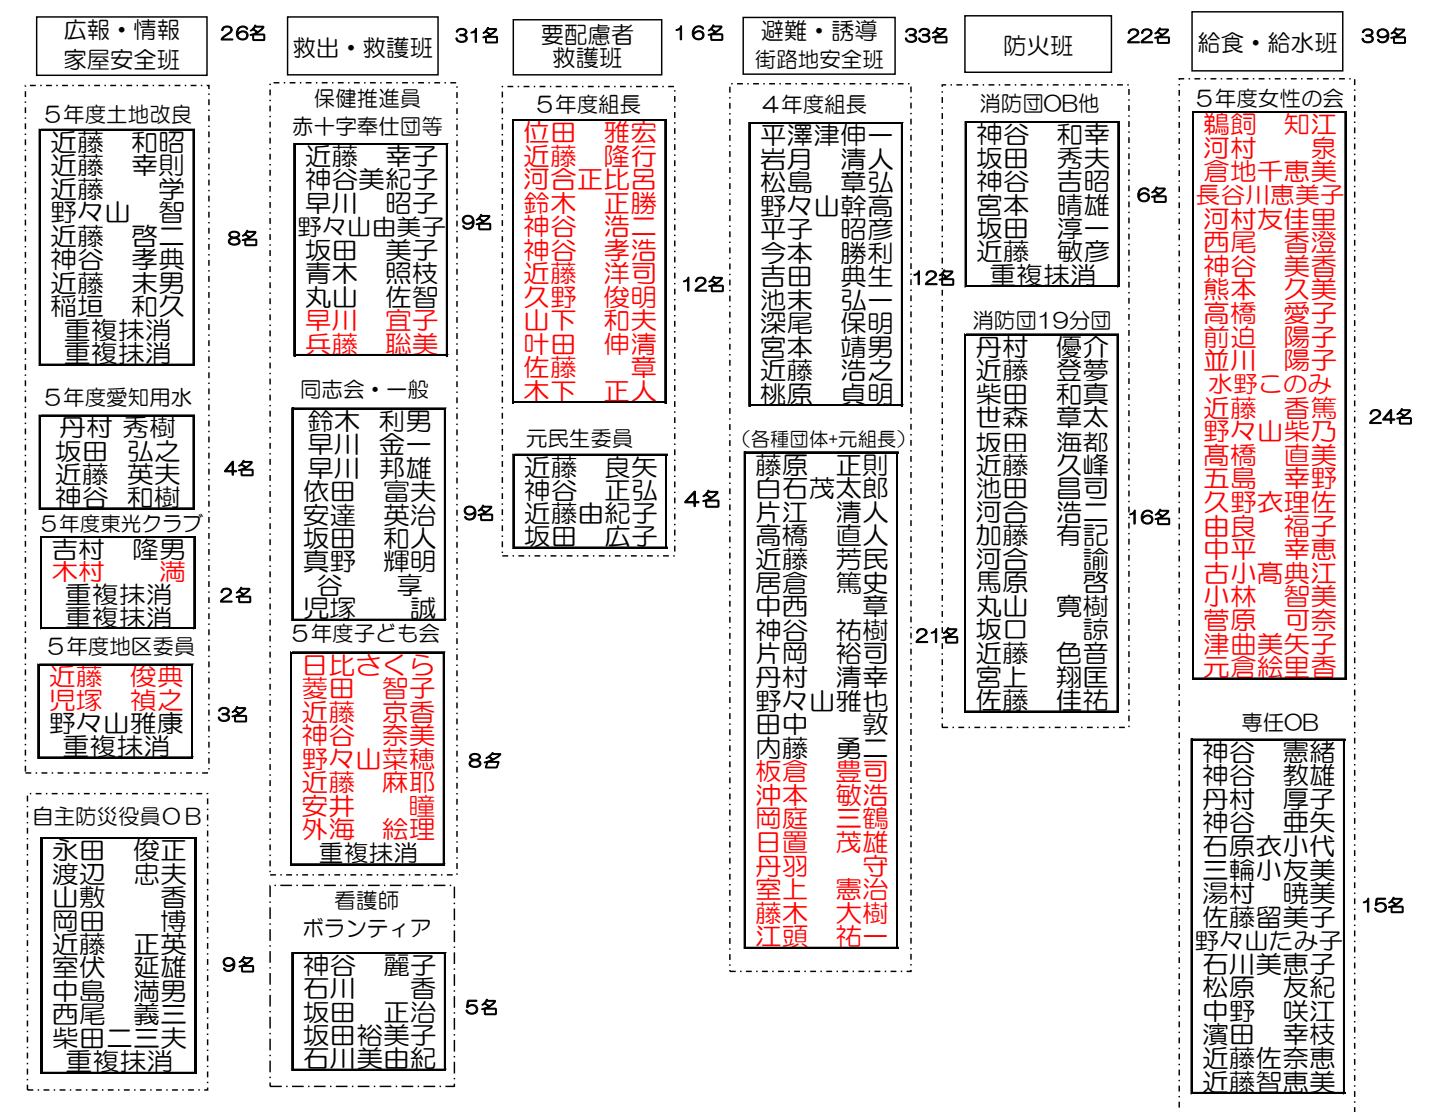 広報・情報
家屋安全班
26名
5年度土地改良
近藤 和昭
近藤 幸則
近藤 学
野々山 智
近藤 啓二
神谷 孝典
近藤 末男
稲垣 和久
重複抹消
重複抹消
8名
5年度愛知用水
丹村 秀樹
坂田 弘之
近藤 英夫
神谷 和樹
4名
5年度東光クラブ
吉村 隆男
木村 満
重複抹消
重複抹消
2名
5年度地区委員
近藤 俊典
児塚 禎之
野々山雅康
重複抹消
3名
自主防災役員OB
永田 俊正
渡辺 忠夫
山敷 香
岡田 博
近藤 正英
室伏 延雄
中島 満男
西尾 義三
柴田二三夫
重複抹消
9名
救出・救護班
31名
保健推進員
赤十字奉仕団等
近藤 幸子
神谷美紀子
早川 昭子
野々山由美子
坂田 美子
青木 照枝
丸山 佐智
早川 宜子
兵藤 聡美
9名
同志会・一般
鈴木 利男
早川 金一
早川 邦雄
依田 富夫
安達 英治
坂田 和人
真野 輝明
谷 享
児塚 誠
9名
5年度子ども会
日比さくら
菱田 智子
近藤 京香
神谷 奈美
野々山菜穂
近藤 麻耶
安井 瞳
外海 絵理
重複抹消
8名
看護師
ボランティア
神谷 麗子
石川 香
坂田 正治
坂田裕美子
石川美由紀
5名
要配慮者
救護班
16名
5年度組長
位田 雅宏
近藤 隆行
河合正比呂
鈴木 正勝
神谷 浩二
神谷 孝浩
近藤 洋司
久野 俊明
山下 和夫
叶田 伸清
佐藤 章
木下 正人
12名
元民生委員
近藤 良矢
神谷 正弘
近藤由紀子
坂田 広子
4名
避難・誘導
街路地安全班
33名
4年度組長
平澤津伸一
岩月 清人
松島 章弘
野々山幹高
平子 昭彦
今本 勝利
吉田 典生
池末 弘一
深尾 保明
宮本 靖男
近藤 浩之
桃原 貞明
12名
(各種団体+元組長)
藤原 正則
白石茂太郎
片江 清人
高橋 直人
近藤 芳民
居倉 篤史
中西 章
神谷 祐樹
片岡 裕司
丹村 清幸
野々山雅也
田中 敦
内藤 勇二
板倉 豊司
沖本 敏浩
岡庭 三鶴
日置 茂雄
丹羽 守
室上 憲治
藤木 大樹
江頭 祐一
21名
防火班
22名
消防団OB他
神谷 和幸
坂田 秀夫
神谷 吉昭
宮本 晴雄
坂田 淳一
近藤 敏彦
重複抹消
6名
消防団19分団
丹村 優介
近藤 登夢
柴田 和真
世森 章太
坂田 海都
近藤 久峰
池田 昌司
河合 浩二
加藤 有記
河合 諭
馬原 啓
丸山 寛樹
坂口 諒
近藤 色音
宮上 翔匡
佐藤 佳祐
16名
給食・給水班
39名
5年度女性の会
鵜飼 知江
河村 泉
倉地千恵美
長谷川恵美子
河村友佳里
西尾 香澄
神谷 美香
熊本 久美
高橋 愛子
前迫 陽子
並川 陽子
水野このみ
近藤 香篤
野々山柴乃
髙橋 直美
五島 幸野
久野衣理佐
由良 福子
中平 幸恵
古小髙典江
小林 智美
菅原 可奈
津曲美矢子
元倉絵里香
24名
専任OB
神谷 憲緒
神谷 教雄
丹村 厚子
神谷 亜矢
石原衣小代
三輪小友美
湯村 暁美
佐藤留美子
野々山たみ子
石川美恵子
松原 友紀
中野 咲江
濱田 幸枝
近藤佐奈恵
近藤智恵美
15名